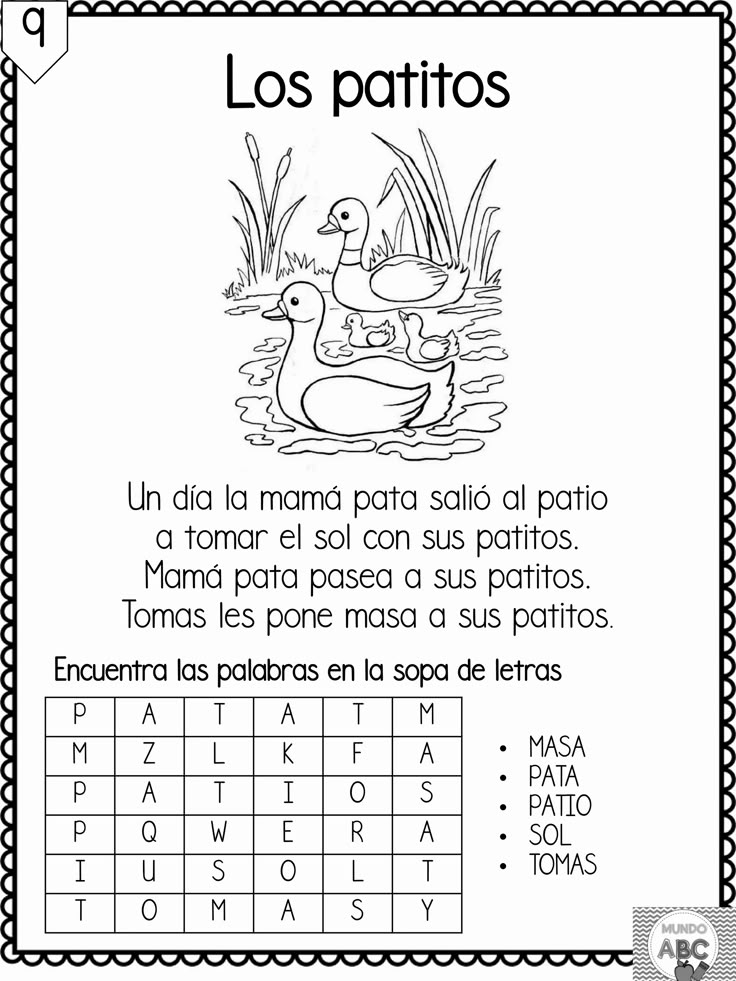 9
Los patitos
Un día la mamá pata salió al patio
a tomar el sol con sus patitos.
Mamá pata pasea a sus patitos.
Tomas les pone masa a sus patitos.
Encuentra las palabras en la sopa de letras
P A T A T M
M Z L K F A
P A T I O S
P Q W E R A
I U S O L T
T O M A S Y
• MASA
• PATA
• PATIO
• SOL
• TOMAS
MUNDO
ABC